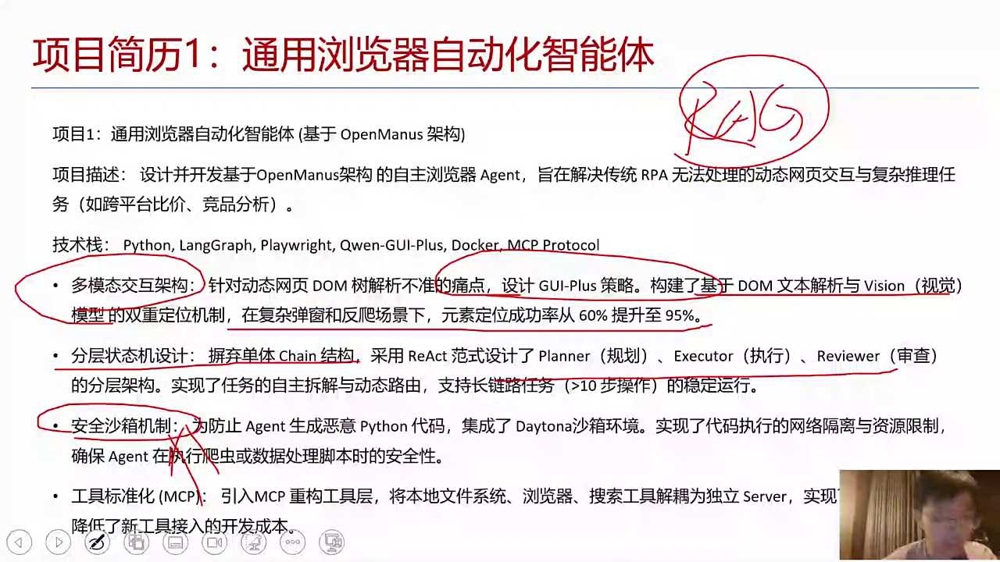 项目简历1：通用浏览器自动化智能体
RAG
项目1：通用浏览器自动化智能体 (基于 OpenManus 架构)
项目描述： 设计并开发基于OpenManus架构 的自主浏览器 Agent，旨在解决传统 RPA 无法处理的动态网页交互与复杂推理任
务（如跨平台比价、竞品分析）。
技术栈： Python, LangGraph, Playwright, Qwen-GUI-Plus, Docker, MCP Protocol
• 多模态交互架构： 针对动态网页 DOM 树解析不准的痛点，设计 GUI-Plus 策略。构建了基于 DOM 文本解析与 Vision（视觉）
模型 的双重定位机制，在复杂弹窗和反爬场景下，元素定位成功率从 60% 提升至 95%。
• 分层状态机设计： 摒弃单体 Chain 结构，采用 ReAct 范式设计了 Planner（规划）、Executor（执行）、Reviewer（审查）
的分层架构。实现了任务的自主拆解与动态路由，支持长链路任务（>10 步操作）的稳定运行。
• 安全沙箱机制： 为防止 Agent 生成恶意 Python 代码，集成了 Daytona沙箱环境。实现了代码执行的网络隔离与资源限制，
确保 Agent 在执行爬虫或数据处理脚本时的安全性。
• 工具标准化 (MCP)： 引入MCP 重构工具层，将本地文件系统、浏览器、搜索工具解耦为独立 Server，实现
降低了新工具接入的开发成本。